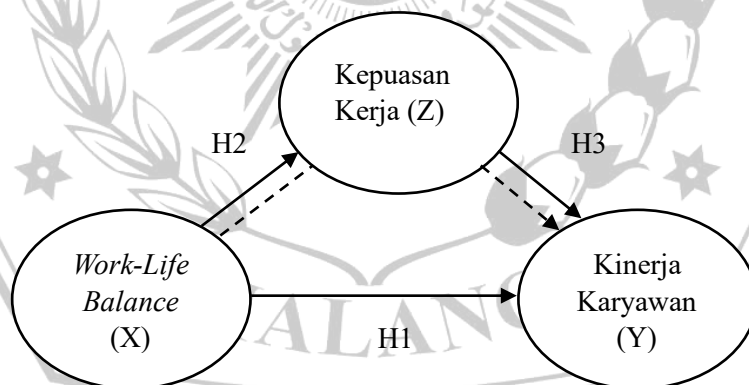 Kepuasan
Kerja (Z)
H2
H3
Work-Life
Balance
(X)
Kinerja
Karyawan
(Y)
H1